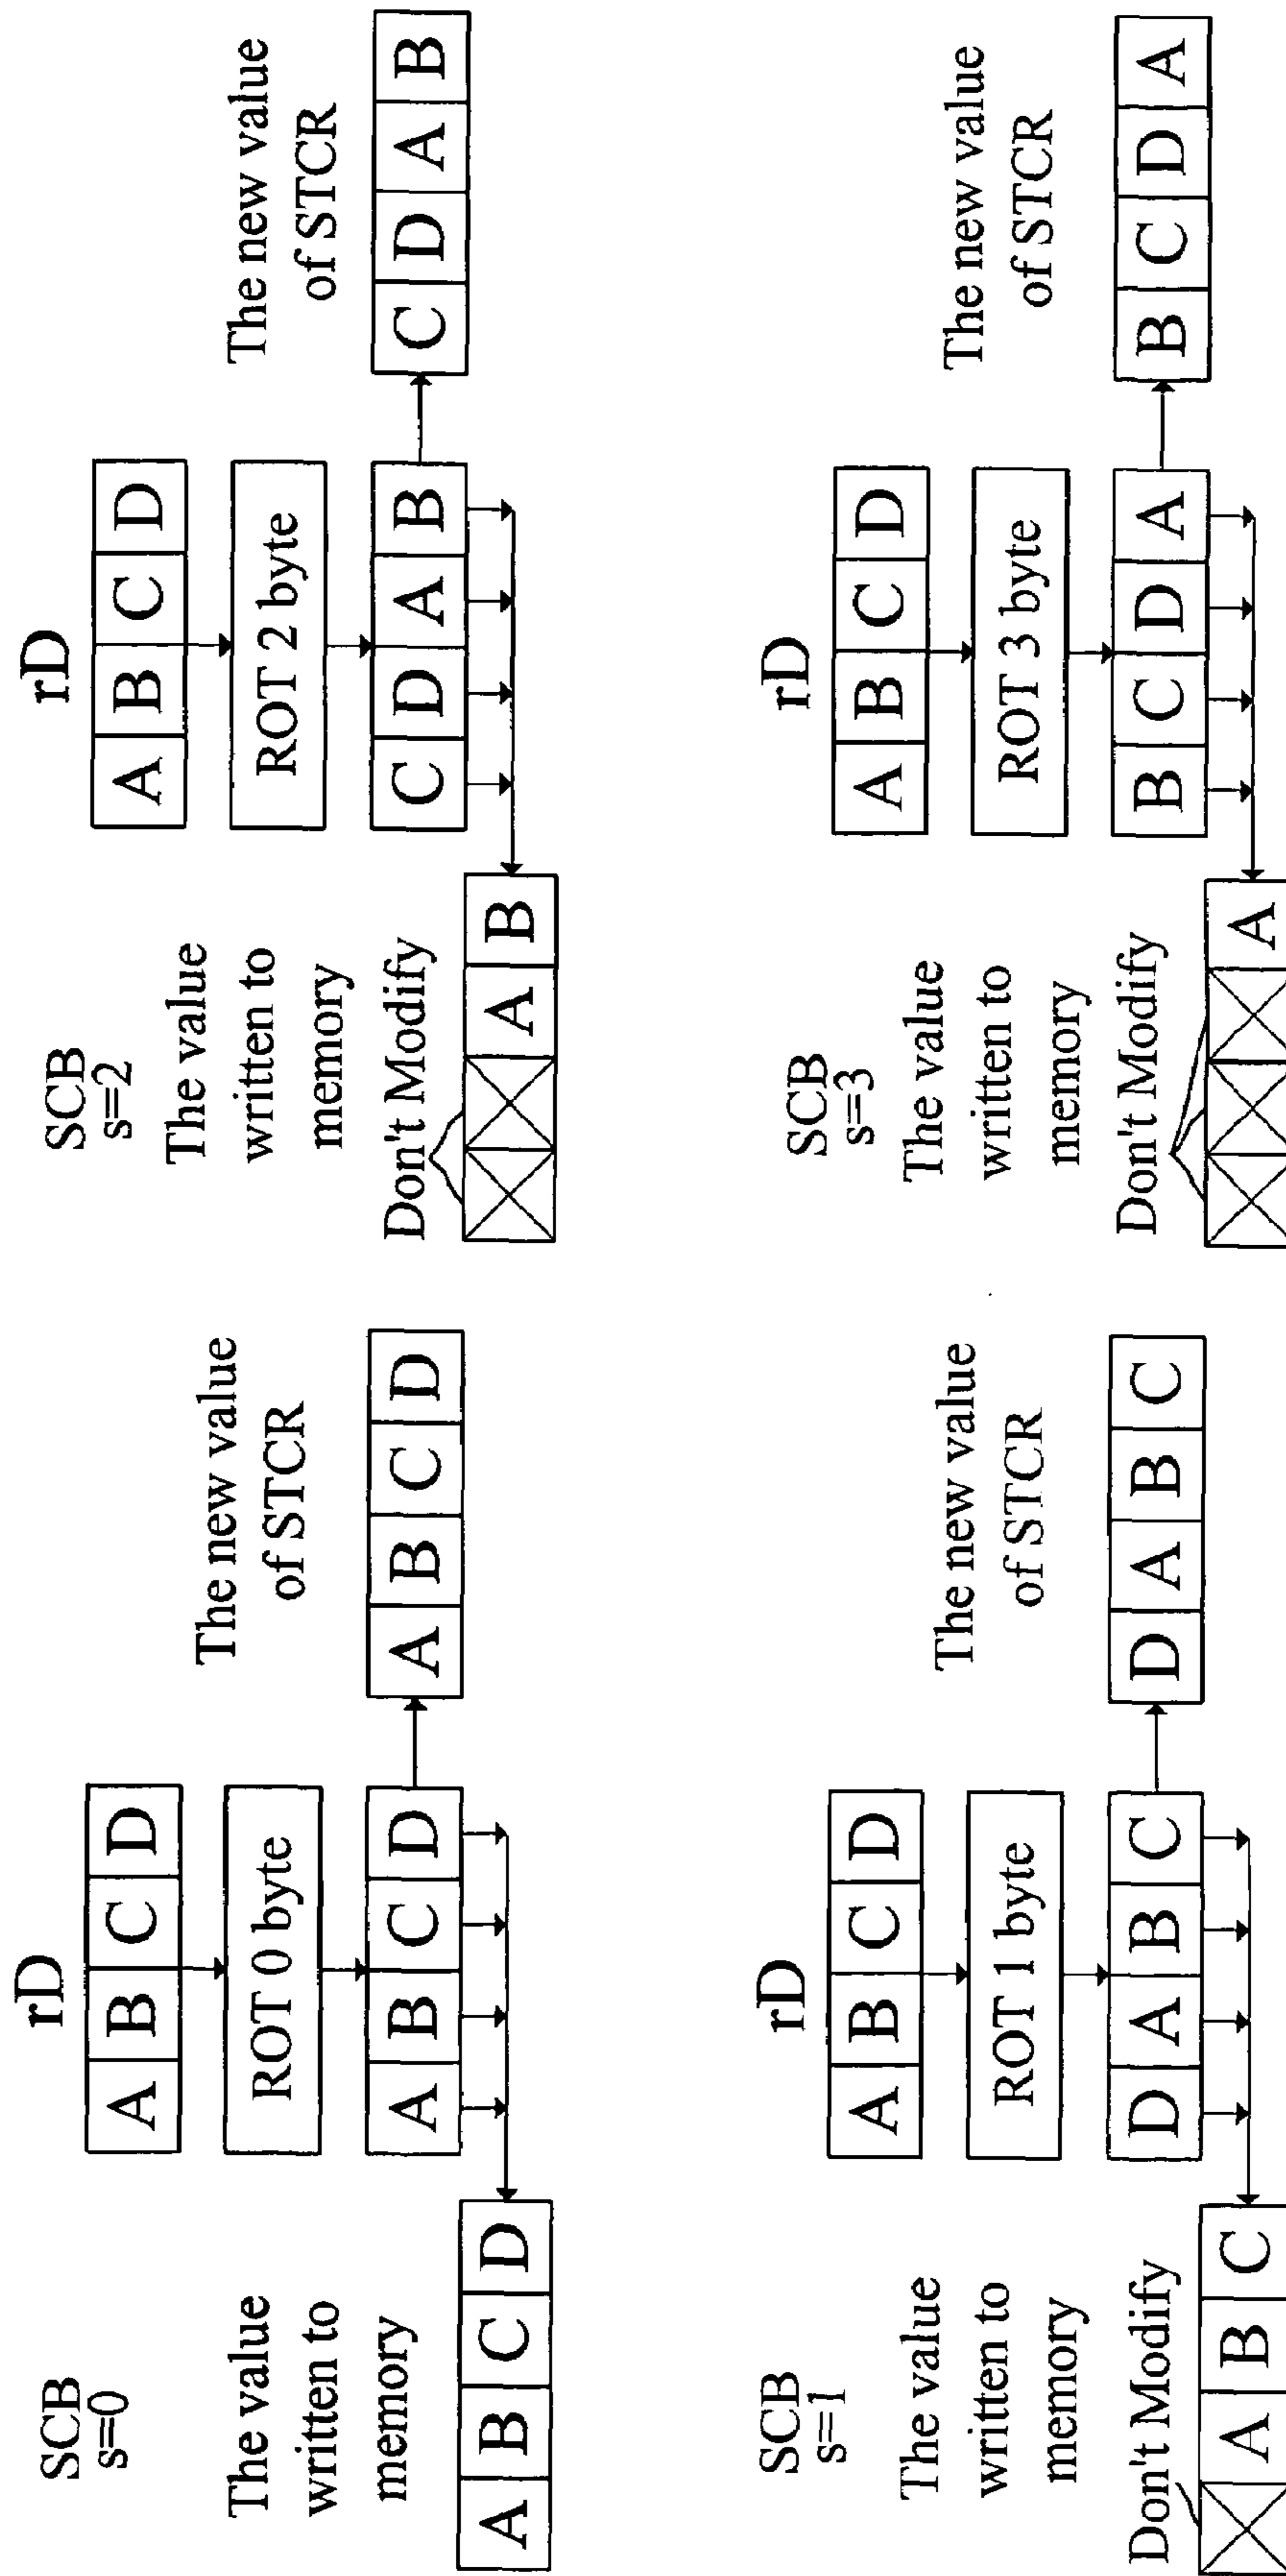 SCB
s=0
The value
written to
memory
A B C D
rD
A B C D
ROT 0 byte
A B C D
The new value
of STCR
A B C D
SCB
s=2
The value
written to
memory
Don't Modify
A B
rD
A B C D
ROT 2 byte
C D A B
The new value
of STCR
C D A B
SCB
s=1
The value
written to
memory
Don't Modify
A B C
rD
A B C D
ROT 1 byte
D A B C
The new value
of STCR
D A B C
SCB
s=3
The value
written to
memory
Don't Modify
A
rD
A B C D
ROT 3 byte
B C D A
The new value
of STCR
B C D A